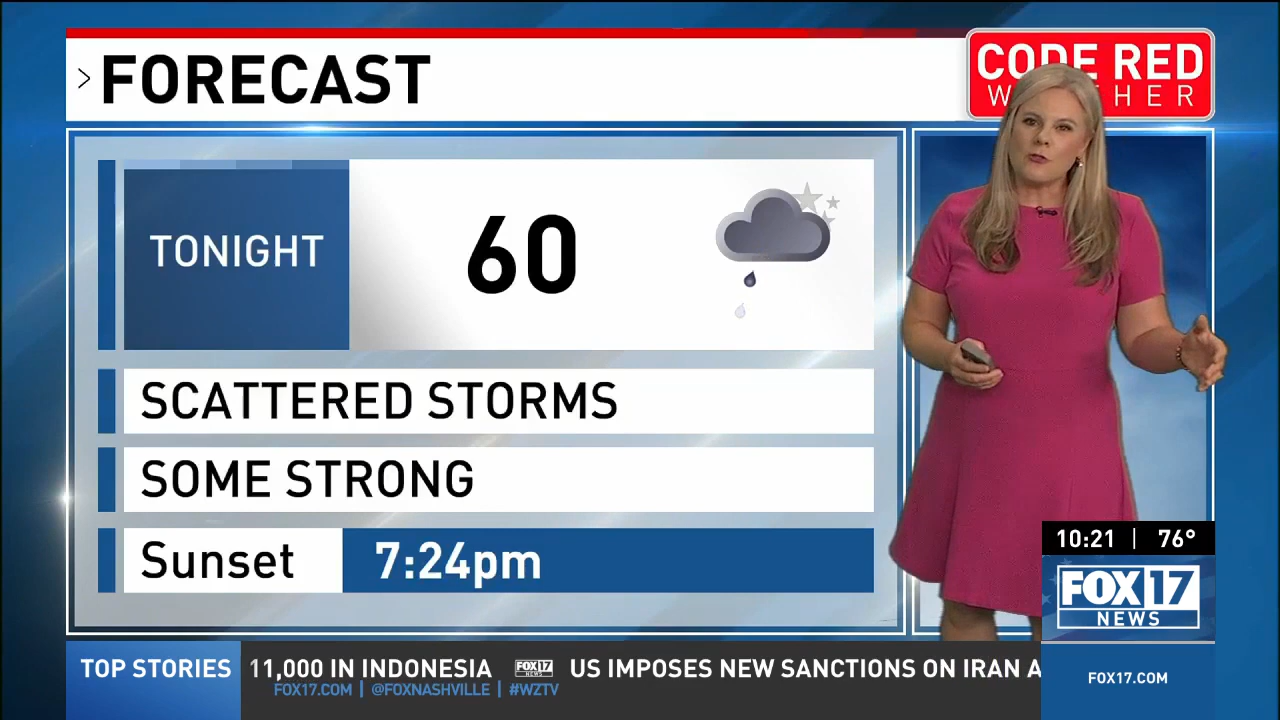 > FORECAST
CODE RED
W HER
TONIGHT
60
SCATTERED STORMS
SOME STRONG
Sunset 7:24pm
10:21 | 76°
FOX 17
NEWS
TOP STORIES
11,000 IN INDONESIA FOX 17 NEWS US IMPOSES NEW SANCTIONS ON IRAN A
FOX17.COM | @FOXNASHVILLE | #WZTV
FOX17.COM